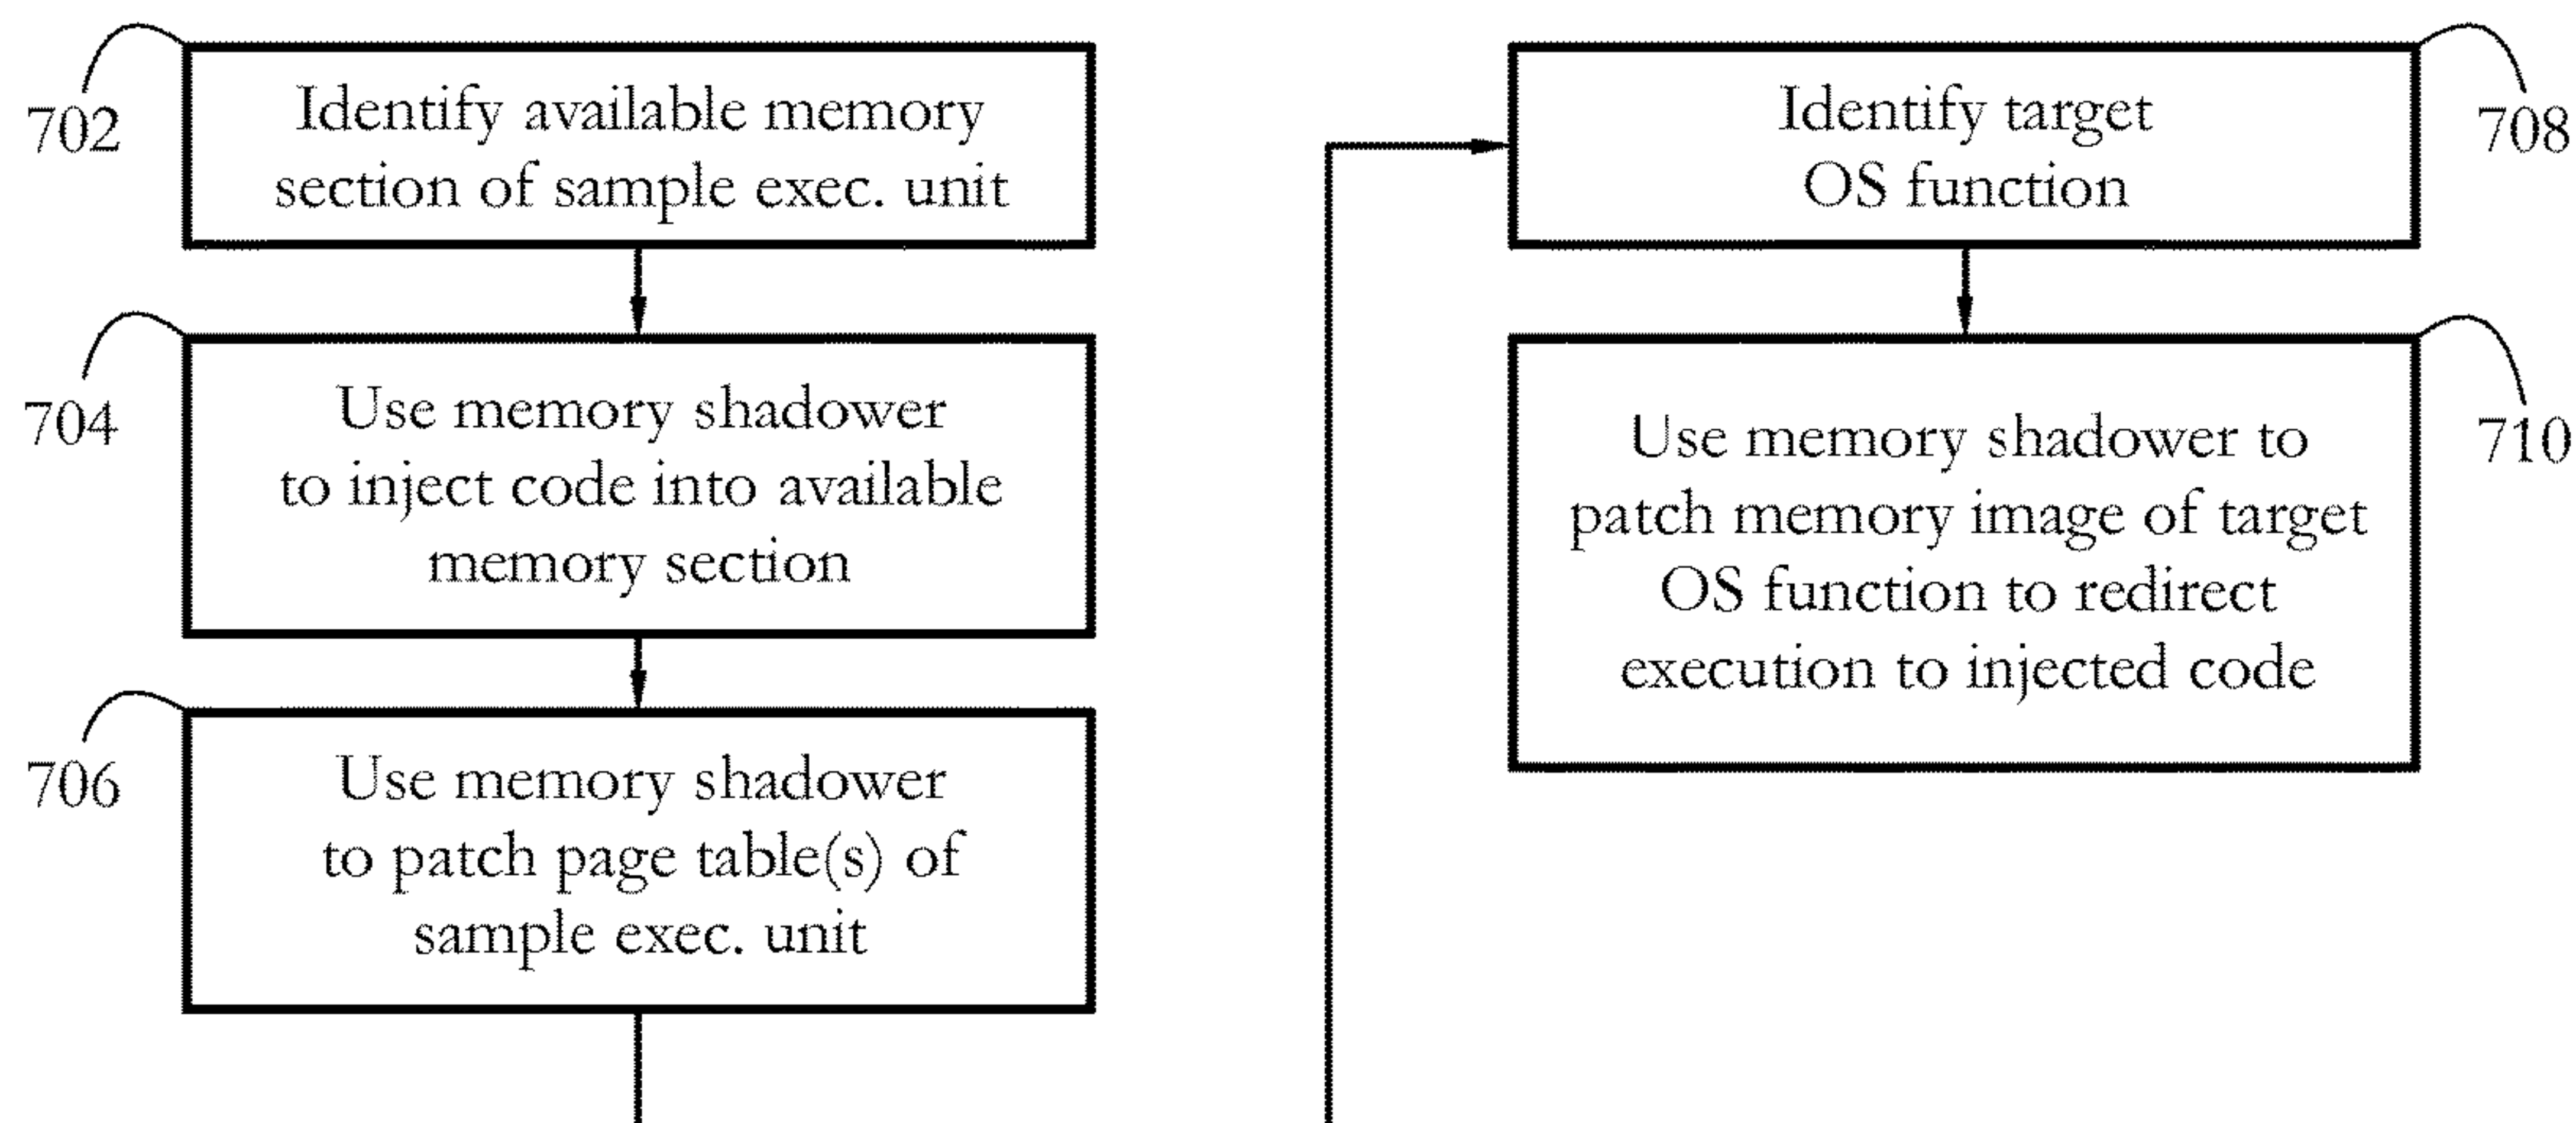 702
Identify available memory
section of sample exec. unit
704
Use memory shadower
to inject code into available
memory section
706
Use memory shadower
to patch page table(s) of
sample exec. unit
708
Identify target
OS function
710
Use memory shadower to
patch memory image of target
OS function to redirect
execution to injected code